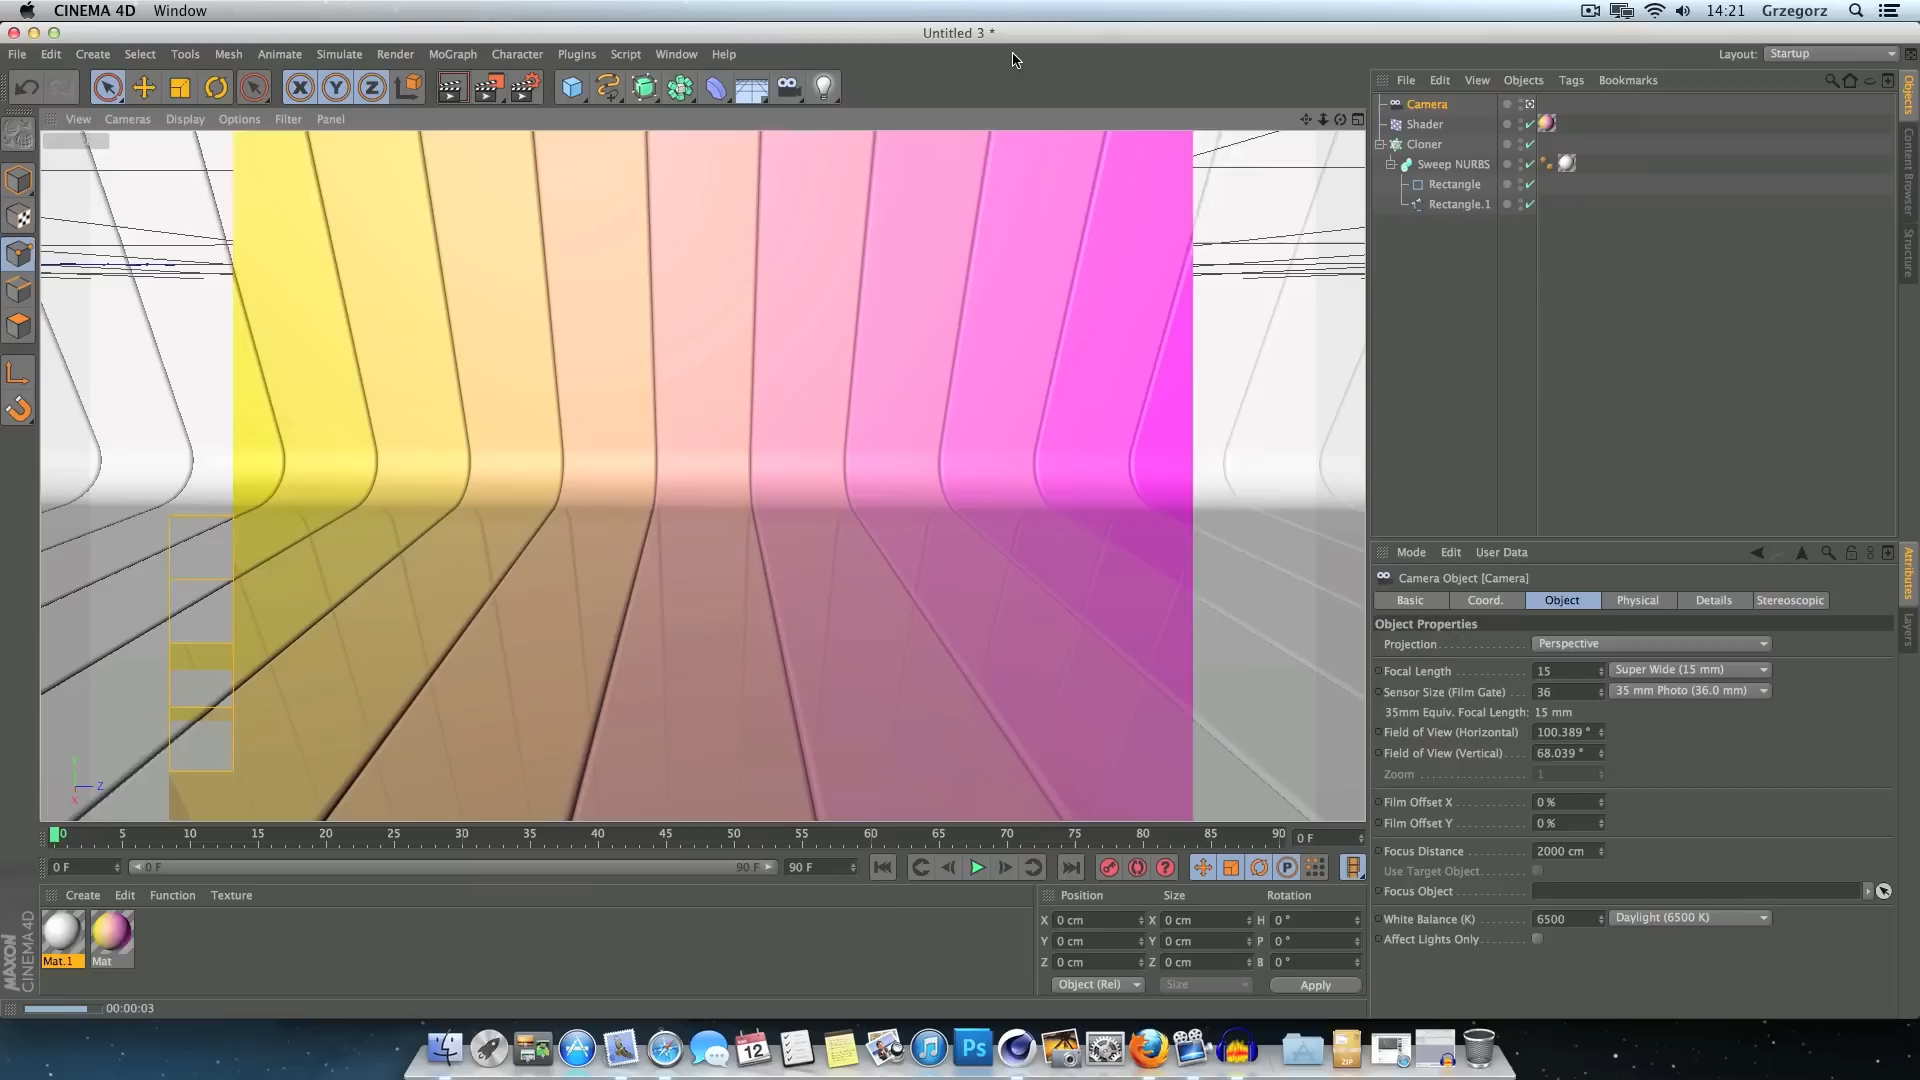 CINEMA 4D Window 14:21 Grzegorz
Untitled 3 *
File Edit Create Select Tools Mesh Animate Simulate Render MoGraph Character Plugins Script Window Help Layout: Startup
File Edit View Objects Tags Bookmarks
View Cameras Display Options Filter Panel
Camera
Shader
Cloner
Sweep NURBS
Rectangle
Rectangle.1
Objects
Content Browser
Structure
Mode Edit User Data
Camera Object [Camera]
Basic Coord. Object Physical Details Stereoscopic
Object Properties
Projection Perspective
Focal Length 15 Super Wide (15 mm)
Sensor Size (Film Gate) 36 35 mm Photo (36.0 mm)
35mm Equiv. Focal Length: 15 mm
Field of View (Horizontal) 100.389 °
Field of View (Vertical) 68.039 °
Zoom 1
Film Offset X 0 %
Film Offset Y 0 %
Focus Distance 2000 cm
Use Target Object
Focus Object
White Balance (K) 6500 Daylight (6500 K)
Affect Lights Only
Attributes
Layers
Y
Z
X
0 5 10 15 20 25 30 35 40 45 50 55 60 65 70 75 80 85 90 0 F
0 F 0 F 90 F 90 F
Create Edit Function Texture
Mat.1 Mat
Position Size Rotation
X 0 cm X 0 cm H 0 °
Y 0 cm Y 0 cm P 0 °
Z 0 cm Z 0 cm B 0 °
Object (Rel) Size Apply
MAXON
CINEMA 4D
00:00:03
12
Ps
ZIP